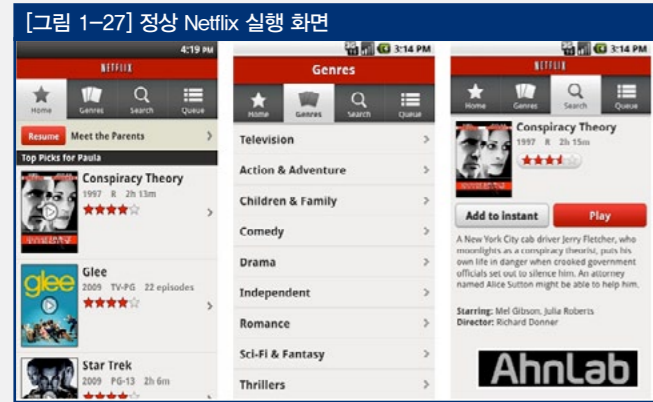 [그림 1-27] 정상 Netflix 실행 화면
4:19 PM
NETFLIX
Home Genres Search Queue
Resume Meet the Parents
Top Picks for Paula
Conspiracy Theory
1997 R 2h 13m
Glee
2009 TV-PG 22 episodes
glee
Star Trek
2009 PG-13 2h 6m
3:14 PM
Genres
Home Genres Search Queue
Television
Action & Adventure
Children & Family
Comedy
Drama
Independent
Romance
Sci-Fi & Fantasy
Thrillers
3:14 PM
NETFLIX
Home Genres Search Queue
Conspiracy Theory
1997 R 2h 15m
Add to instant Play
A New York City cab driver Jerry Fletcher, who
moonlights as a conspiracy theorist, puts his
own life in danger when crooked government
officials set out to silence him. An attorney
named Alice Sutton might be able to help him.
Starring: Mel Gibson, Julia Roberts
Director: Richard Donner
AhnLab